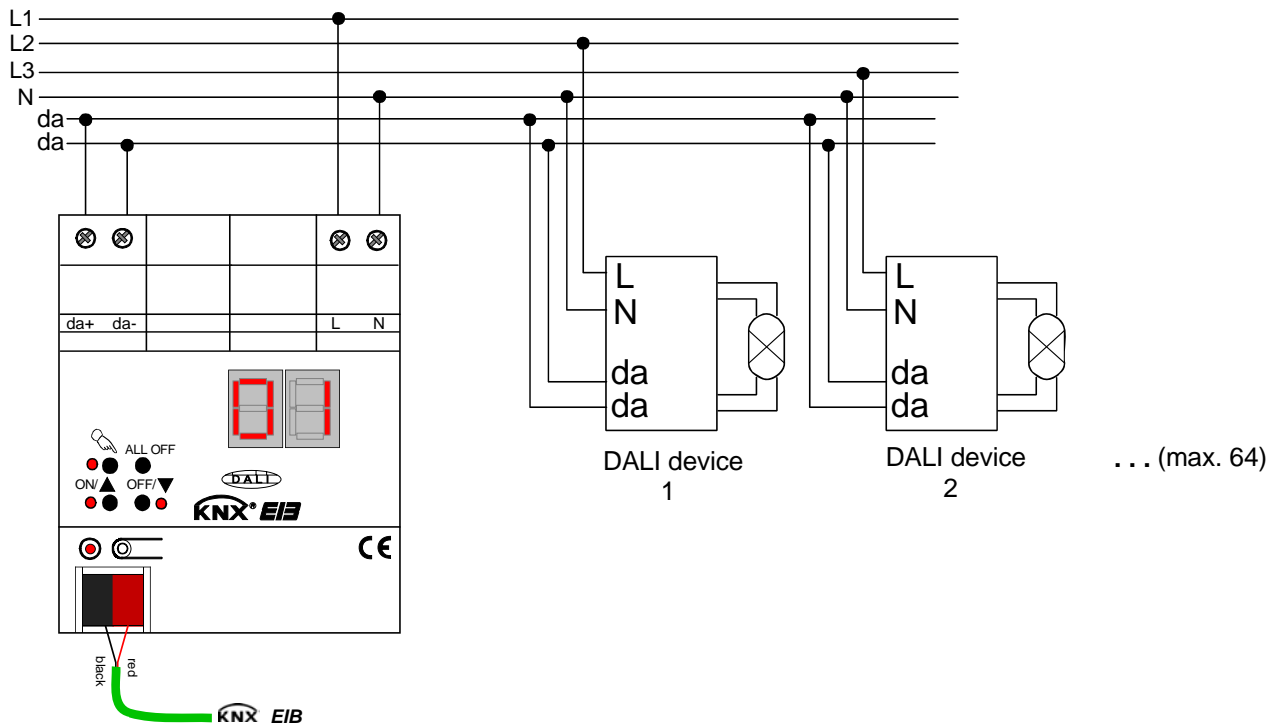 L1
L2
L3
N
da
da
da+ da- L N
01
ALL OFF
ON/▲ OFF/▼
DALI
KNX® EIB
CE
black
red
KNX EIB
L
N
da
da
DALI device
1
L
N
da
da
DALI device
2
... (max. 64)